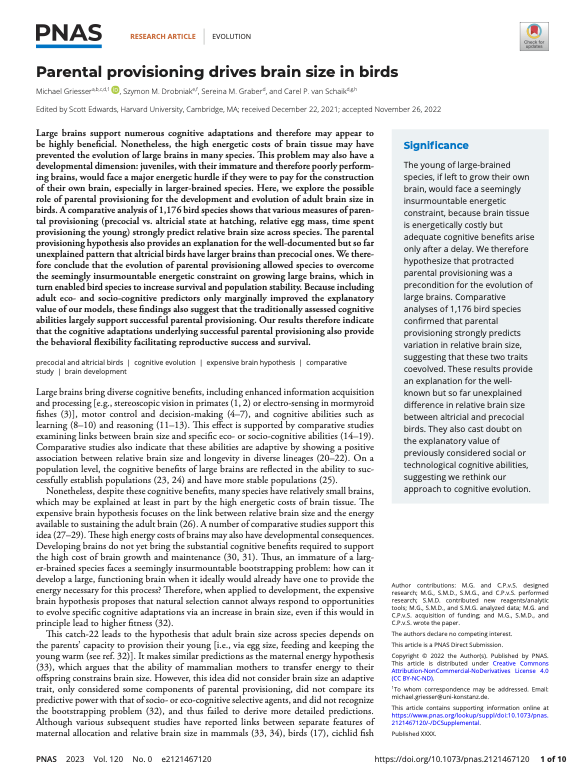 PNAS
RESEARCH ARTICLE
EVOLUTION
Check for
updates
Parental provisioning drives brain size in birds
Michael Griesser
, Szymon M. Drobniak
, Sereina M. Graber
, and Carel P. van Schaik
Edited by Scott Edwards, Harvard University, Cambridge, MA; received December 22, 2021; accepted November 26, 2022
Large brains support numerous cognitive adaptations and therefore may appear to
be highly beneficial. Nonetheless, the high energetic costs of brain tissue may have
prevented the evolution of large brains in many species. This problem may also have a
developmental dimension: juveniles, with their immature and therefore poorly perform-
ing brains, would face a major energetic hurdle if they were to pay for the construction
of their own brain, especially in larger-brained species. Here, we explore the possible
role of parental provisioning for the development and evolution of adult brain size in
birds. A comparative analysis of 1,176 bird species shows that various measures of paren-
tal provisioning (precocial vs. altricial state at hatching, relative egg mass, time spent
provisioning the young) strongly predict relative brain size across species. The parental
provisioning hypothesis also provides an explanation for the well-documented but so far
unexplained pattern that altricial birds have larger brains than precocial ones. We there-
fore conclude that the evolution of parental provisioning allowed species to overcome
the seemingly insurmountable energetic constraint on growing large brains, which in
turn enabled bird species to increase survival and population stability. Because including
adult eco- and socio-cognitive predictors only marginally improved the explanatory
value of our models, these findings also suggest that the traditionally assessed cognitive
abilities largely support successful parental provisioning. Our results therefore indicate
that the cognitive adaptations underlying successful parental provisioning also provide
the behavioral flexibility facilitating reproductive success and survival.
precocial and altricial birds | cognitive evolution | expensive brain hypothesis | comparative
study | brain development
Large brains bring diverse cognitive benefits, including enhanced information acquisition
and processing [e.g., stereoscopic vision in primates (1, 2) or electro-sensing in mormyroid
fishes (3)], motor control and decision-making (4–7), and cognitive abilities such as
learning (8–10) and reasoning (11–13). This effect is supported by comparative studies
examining links between brain size and specific eco- or socio-cognitive abilities (14–19).
Comparative studies also indicate that these abilities are adaptive by showing a positive
association between relative brain size and longevity in diverse lineages (20–22). On a
population level, the cognitive benefits of large brains are reflected in the ability to suc-
cessfully establish populations (23, 24) and have more stable populations (25).
Nonetheless, despite these cognitive benefits, many species have relatively small brains,
which may be explained at least in part by the high energetic costs of brain tissue. The
expensive brain hypothesis focuses on the link between relative brain size and the energy
available to sustaining the adult brain (26). A number of comparative studies support this
idea (27–29). These high energy costs of brains may also have developmental consequences.
Developing brains do not yet bring the substantial cognitive benefits required to support
the high cost of brain growth and maintenance (30, 31). Thus, an immature of a larg-
er-brained species faces a seemingly insurmountable bootstrapping problem: how can it
develop a large, functioning brain when it ideally would already have one to provide the
energy necessary for this process? Therefore, when applied to development, the expensive
brain hypothesis proposes that natural selection cannot always respond to opportunities
to evolve specific cognitive adaptations via an increase in brain size, even if this would in
principle lead to higher fitness (32).
This catch-22 leads to the hypothesis that adult brain size across species depends on
the parents' capacity to provision their young [i.e., via egg size, feeding and keeping the
young warm (see ref. 32)]. It makes similar predictions as the maternal energy hypothesis
(33), which argues that the ability of mammalian mothers to transfer energy to their
offspring constrains brain size. However, this idea did not consider brain size an adaptive
trait, only considered some components of parental provisioning, did not compare its
predictive power with that of socio- or eco-cognitive selective agents, and did not recognize
the bootstrapping problem (32), and thus failed to derive more detailed predictions.
Although various subsequent studies have reported links between separate features of
maternal allocation and relative brain size in mammals (33, 34), birds (17), cichlid fish
Significance
The young of large-brained
species, if left to grow their own
brain, would face a seemingly
insurmountable energetic
constraint, because brain tissue
is energetically costly but
adequate cognitive benefits arise
only after a delay. We therefore
hypothesize that protracted
parental provisioning was a
precondition for the evolution of
large brains. Comparative
analyses of 1,176 bird species
confirmed that parental
provisioning strongly predicts
variation in relative brain size,
suggesting that these two traits
coevolved. These results provide
an explanation for the well-
known but so far unexplained
difference in relative brain size
between altricial and precocial
birds. They also cast doubt on
the explanatory value of
previously considered social or
technological cognitive abilities,
suggesting we rethink our
approach to cognitive evolution.
Author contributions: M.G. and C.P.v.S. designed
research; M.G., S.M.D., S.M.G., and C.P.v.S. performed
research; S.M.D. contributed new reagents/analytic
tools; M.G., S.M.D., and S.M.G. analyzed data; M.G. and
C.P.v.S. acquisition of funding; and M.G., S.M.D., and
C.P.v.S. wrote the paper.
The authors declare no competing interest.
This article is a PNAS Direct Submission.
Copyright © 2022 the Author(s). Published by PNAS.
This article is distributed under Creative Commons
Attribution-NonCommercial-NoDerivatives License 4.0
(CC BY-NC-ND).
1To whom correspondence may be addressed. Email:
michael.griesser@uni-konstanz.de.
This article contains supporting information online at
https://www.pnas.org/lookup/suppl/doi:10.1073/pnas.
2121467120/-/DCSupplemental.
Published XXXX.
PNAS 2023 Vol. 120 No. 0 e2121467120
https://doi.org/10.1073/pnas.2121467120 1 of 10